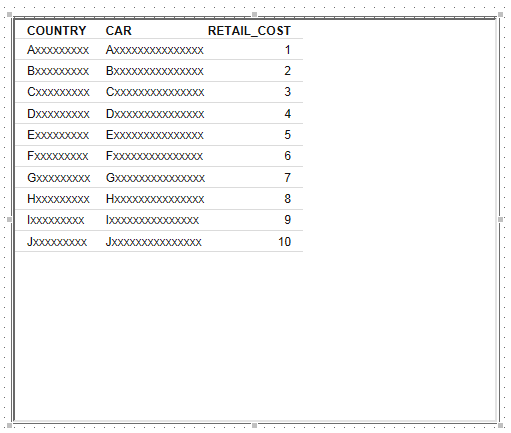 COUNTRY CAR RETAIL_COST
Axxxxxxxxx Axxxxxxxxxxxxxxx 1
Bxxxxxxxxx Bxxxxxxxxxxxxxxx 2
Cxxxxxxxxx Cxxxxxxxxxxxxxxx 3
Dxxxxxxxxx Dxxxxxxxxxxxxxxx 4
Exxxxxxxxx Exxxxxxxxxxxxxxx 5
Fxxxxxxxxx Fxxxxxxxxxxxxxxx 6
Gxxxxxxxxx Gxxxxxxxxxxxxxxx 7
Hxxxxxxxxx Hxxxxxxxxxxxxxxx 8
Ixxxxxxxxx Ixxxxxxxxxxxxxxx 9
Jxxxxxxxxx Jxxxxxxxxxxxxxxx 10